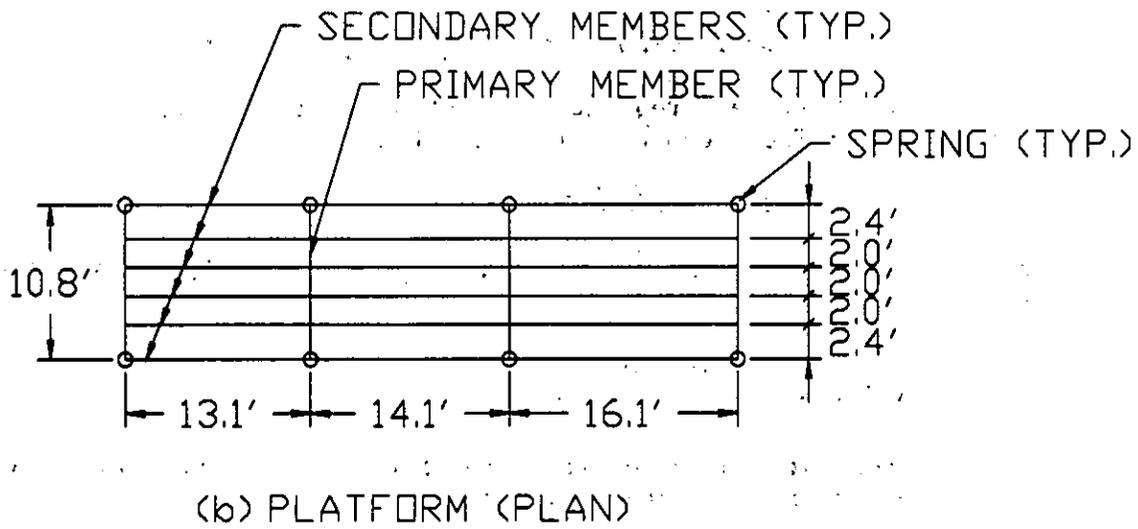 SECONDARY MEMBERS (TYP.)
PRIMARY MEMBER (TYP.)
SPRING (TYP.)
2.4'
2.0'
10.8'
2.0'
2.0'
2.4'
13.1'
14.1'
16.1'
(b) PLATFORM (PLAN)